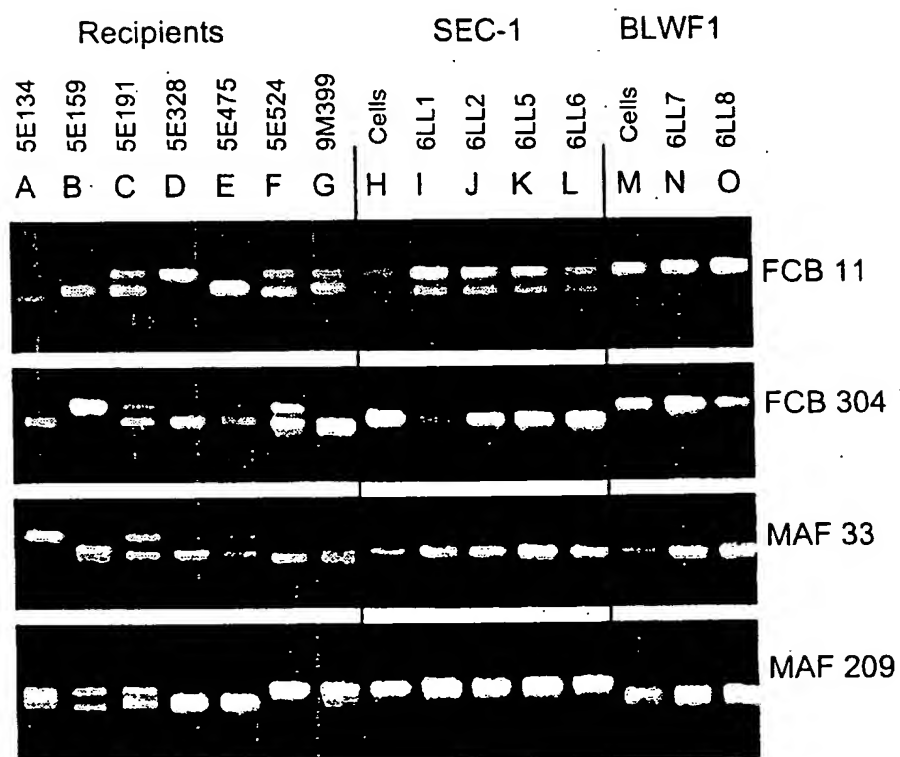 Recipients SEC-1 BLWF1
5E134 5E159 5E191 5E328 5E475 5E524 9M399 Cells 6LL1 6LL2 6LL5 6LL6 Cells 6LL7 6LL8
A B C D E F G H I J K L M N O
FCB 11
FCB 304
MAF 33
MAF 209